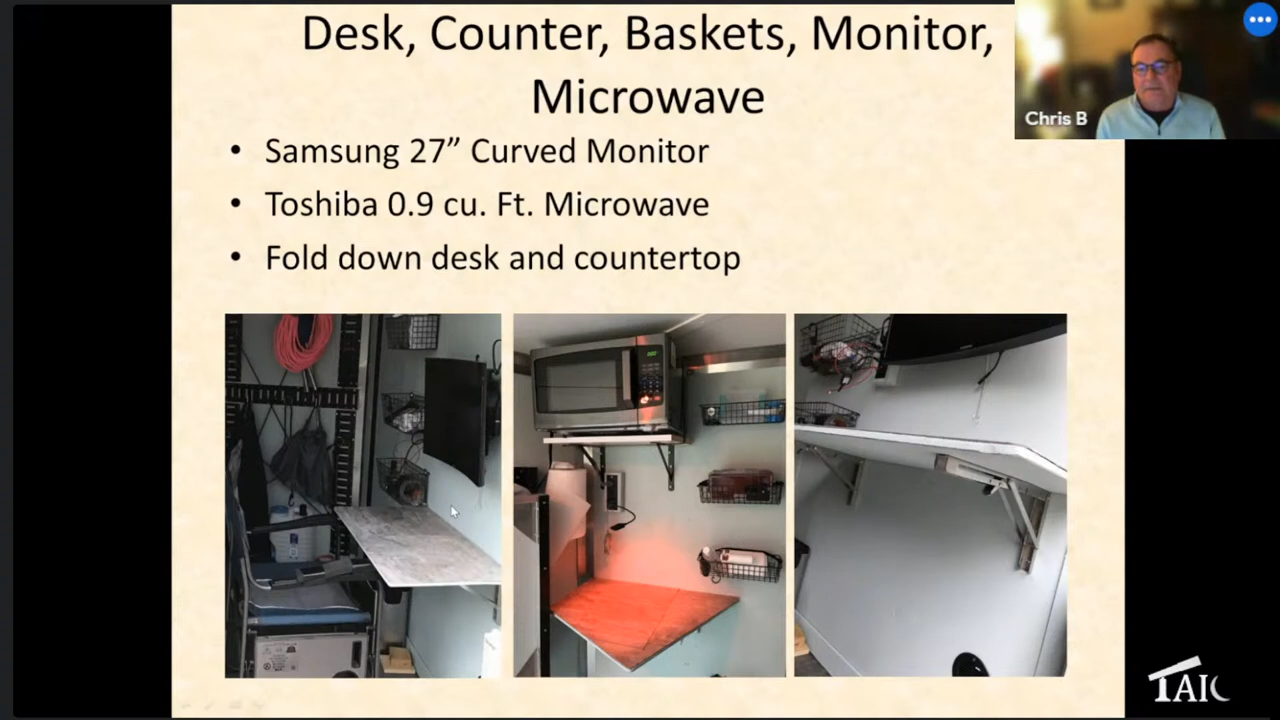 Desk, Counter, Baskets, Monitor,
Microwave
• Samsung 27” Curved Monitor
• Toshiba 0.9 cu. Ft. Microwave
• Fold down desk and countertop
Chris B
TAIC